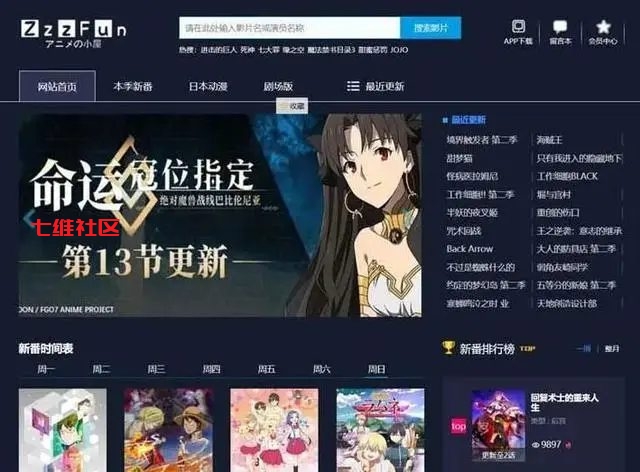 ZzzFun
アニメの小屋
请在此处输入影片名或演员名称
搜索影片
APP下载
留言本
会员中心
热搜：进击的巨人 死神 七大罪 缘之空 魔法禁书目录3 甜蜜惩罚 JOJO
网站首页
本季新番
日本动漫
剧场版
最近更新
收藏
命运 冠位指定
绝对魔兽战线巴比伦尼亚
七维社区
第13节更新
/ FGO7 ANIME PROJECT
最近更新
境界触发者 第二季
海贼王
甜梦猫
只有我进入的隐藏地下
怪病医拉姆尼
工作细胞BLACK
工作细胞!! 第二季
堀与宫村
半妖的夜叉姬
重创的伤口
咒术回战
王之逆袭：意志的继承
Back Arrow
大人的防具店 第二季
不过是蜘蛛什么的
弱角友崎同学
约定的梦幻岛 第二季
五等分的新娘 第二季
寒蝉鸣泣之时 业
天地创造设计部
新番时间表
周一
周二
周三
周四
周五
周六
周日
新番排行榜 TOP
一周
整月
top
更新至2话
回复术士的重来人生
类型：后宫
9897